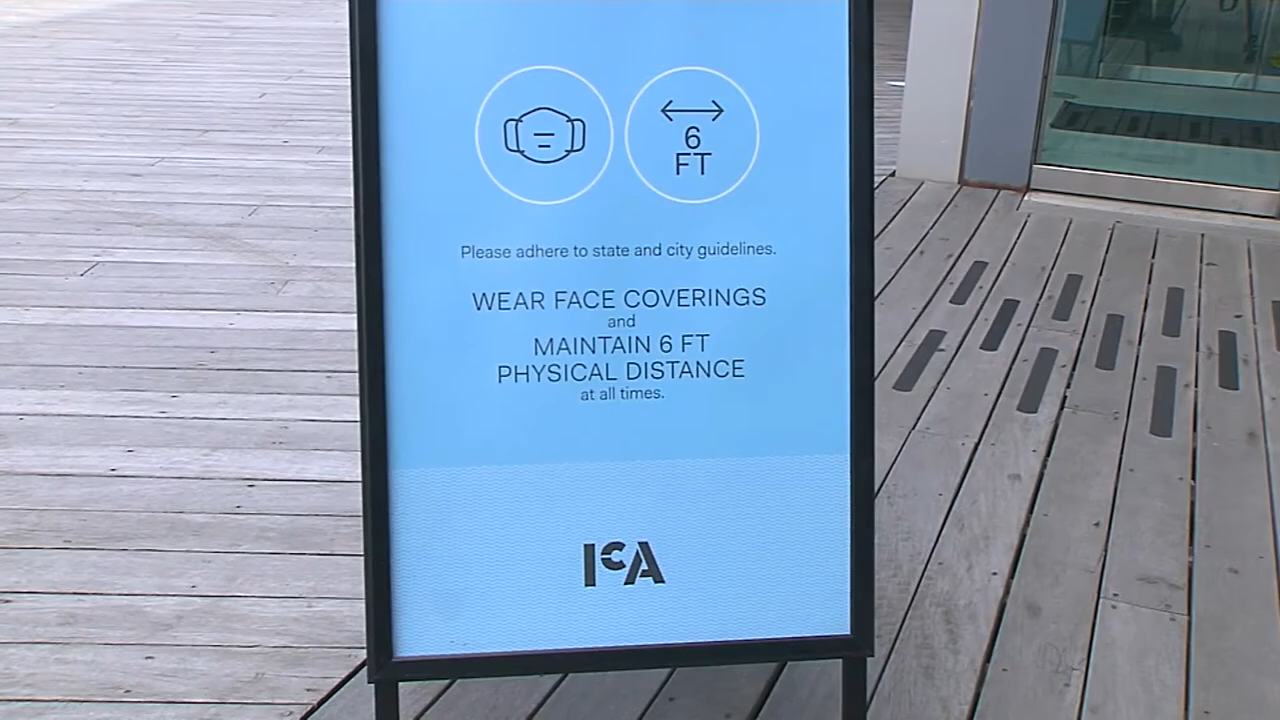 6
FT
Please adhere to state and city guidelines.
WEAR FACE COVERINGS
and
MAINTAIN 6 FT
PHYSICAL DISTANCE
at all times.
ICA